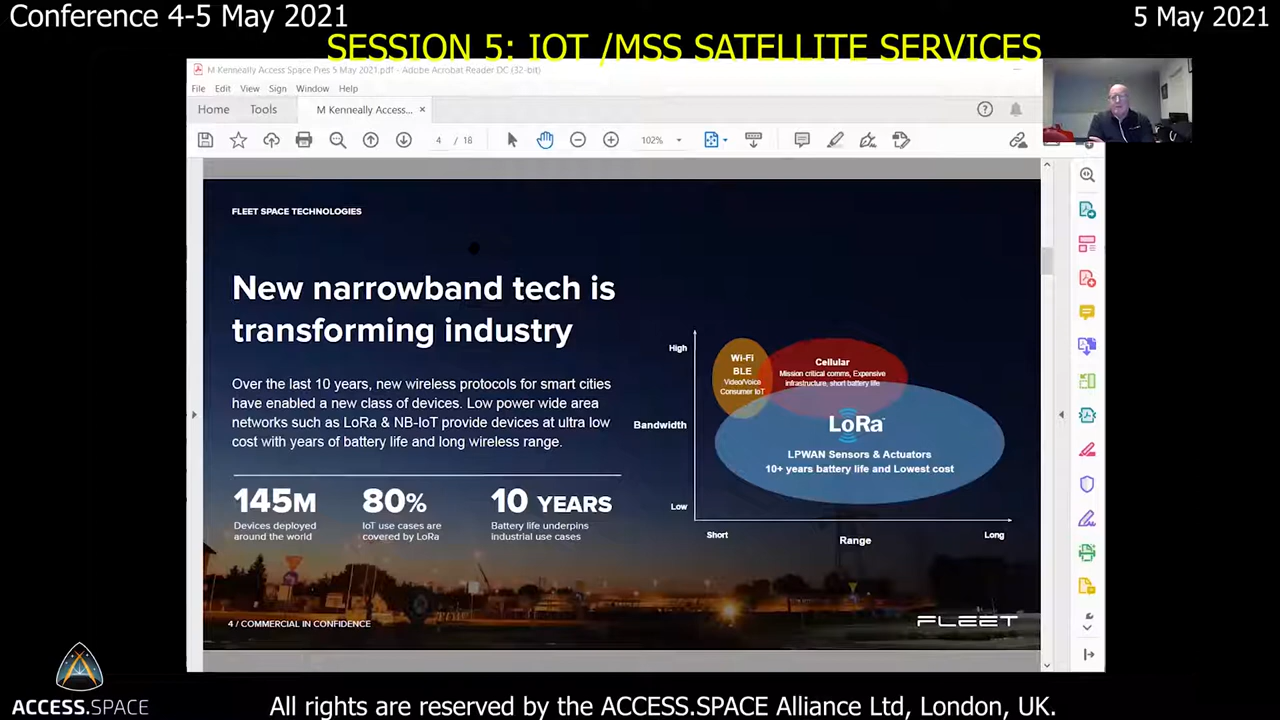 Conference 4-5 May 2021
5 May 2021
SESSION 5: IOT /MSS SATELLITE SERVICES
M Kenneally Access Space Pres 5 May 2021.pdf - Adobe Acrobat Reader DC (32-bit)
File Edit View Sign Window Help
Home Tools M Kenneally Access... ×
4 / 18 102%
FLEET SPACE TECHNOLOGIES
New narrowband tech is
transforming industry
Over the last 10 years, new wireless protocols for smart cities
have enabled a new class of devices. Low power wide area
networks such as LoRa & NB-IoT provide devices at ultra low
cost with years of battery life and long wireless range.
145M
Devices deployed
around the world
80%
IoT use cases are
covered by LoRa
10 YEARS
Battery life underpins
industrial use cases
High
Bandwidth
Low
Short
Range
Long
Wi-Fi
BLE
Video/Voice
Consumer IoT
Cellular
Mission critical comms, Expensive
infrastructure, short battery life
LoRa™
LPWAN Sensors & Actuators
10+ years battery life and Lowest cost
4 / COMMERCIAL IN CONFIDENCE
FLEET
ACCESS.SPACE
All rights are reserved by the ACCESS.SPACE Alliance Ltd, London, UK.